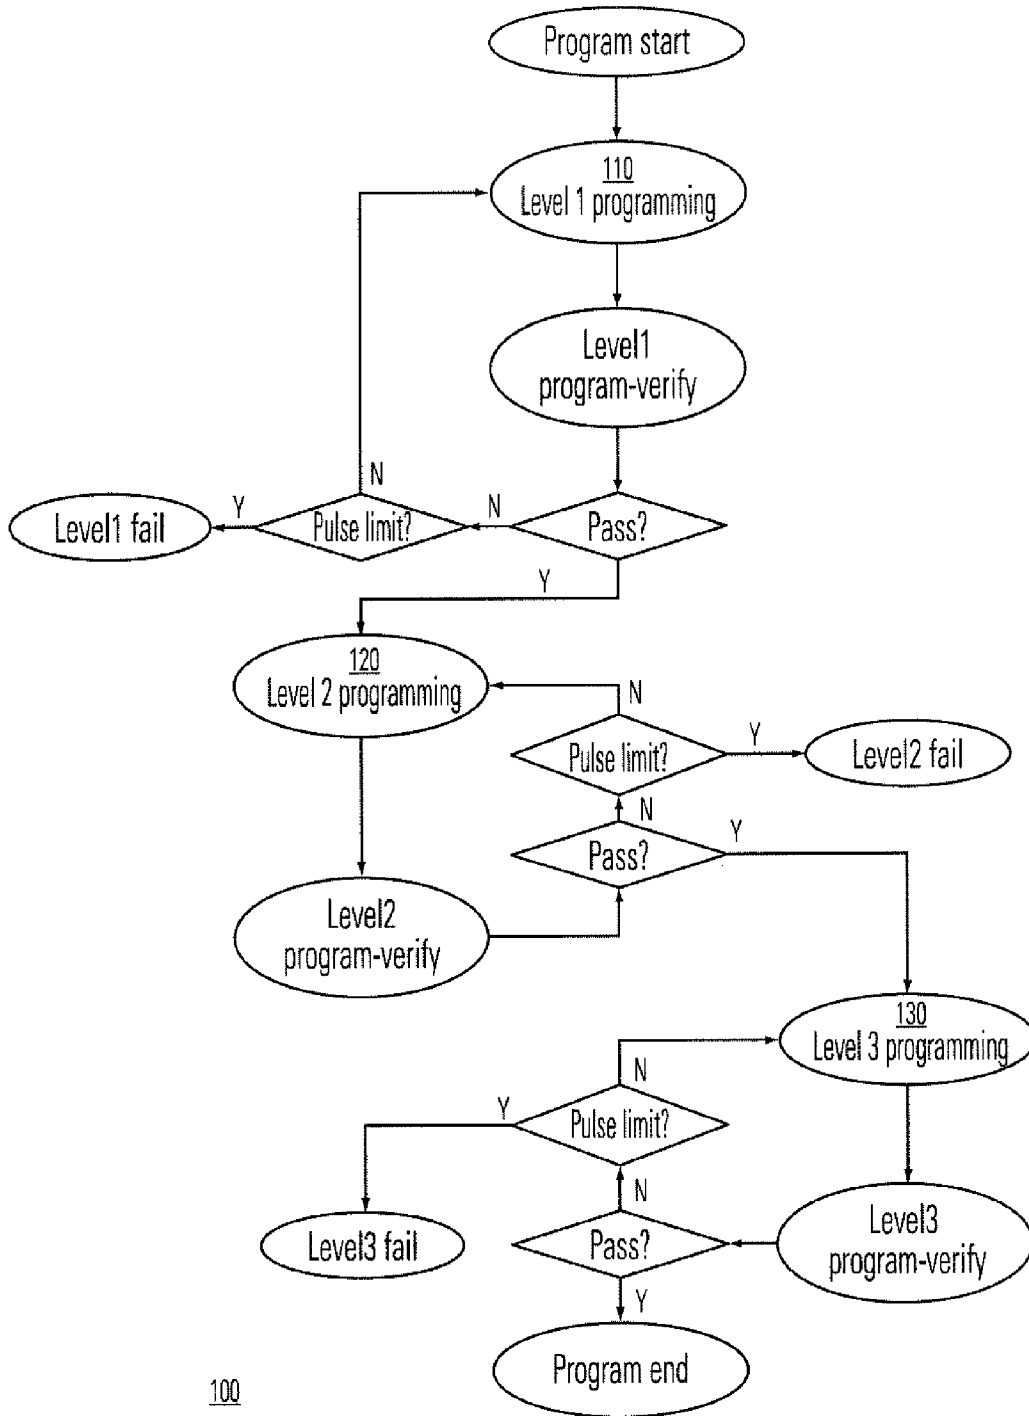 Program start
110
Level 1 programming
Level1
program-verify
N
Y
N
Level1 fail
Pulse limit?
Pass?
Y
120
Level 2 programming
N
Pulse limit?
Y
Level2 fail
N
Y
Pass?
Level2
program-verify
130
Level 3 programming
N
Y
Pulse limit?
N
Level3
program-verify
Level3 fail
Pass?
Y
Program end
100